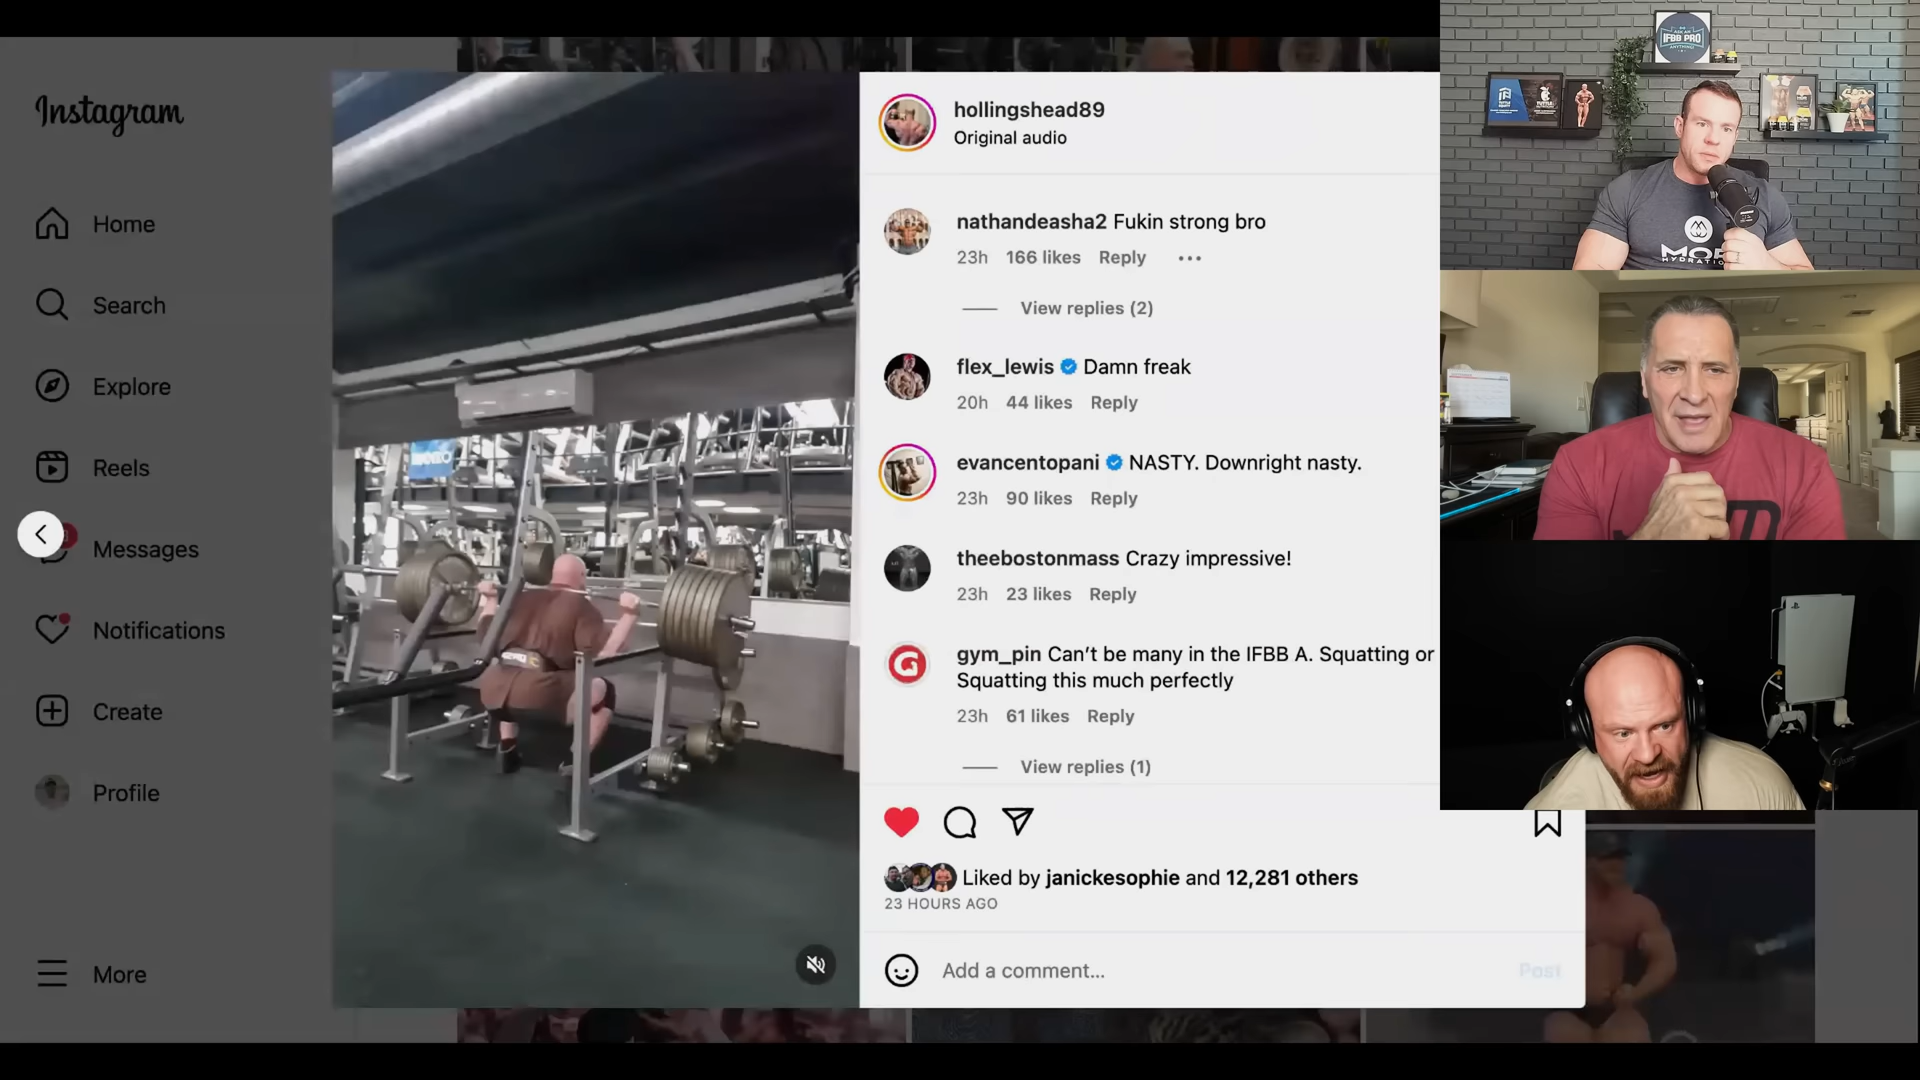 Instagram
Home
Search
Explore
Reels
Messages
Notifications
Create
Profile
More
hollingshead89
Original audio
nathandeasha2 Fukin strong bro
23h 166 likes Reply
View replies (2)
flex_lewis Damn freak
20h 44 likes Reply
evancentopani NASTY. Downright nasty.
23h 90 likes Reply
theebostonmass Crazy impressive!
23h 23 likes Reply
gym_pin Can't be many in the IFBB A. Squatting or
Squatting this much perfectly
23h 61 likes Reply
View replies (1)
Liked by janickesophie and 12,281 others
23 HOURS AGO
Add a comment...
Post
ASK AN
IFBB PRO
ANYTHING